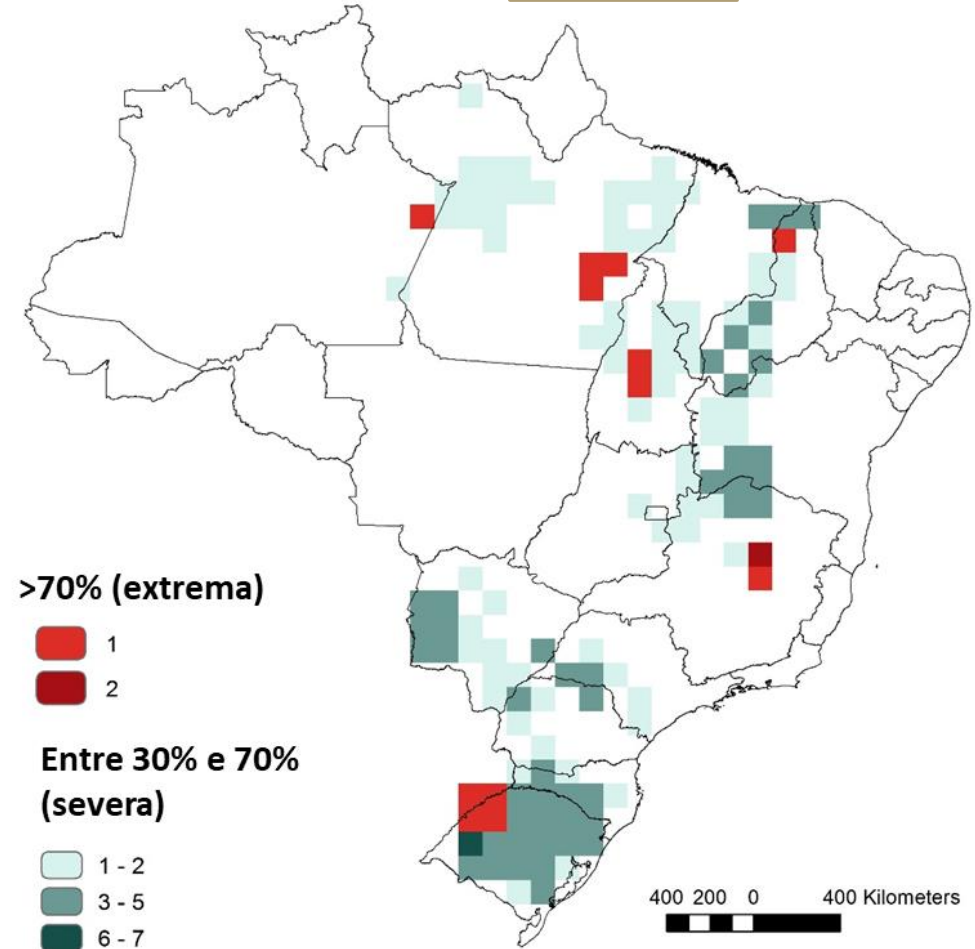 >70% (extrema)
1
2
Entre 30% e 70%
(severa)
1 - 2
3 - 5
6 - 7
400 200 0 400 Kilometers